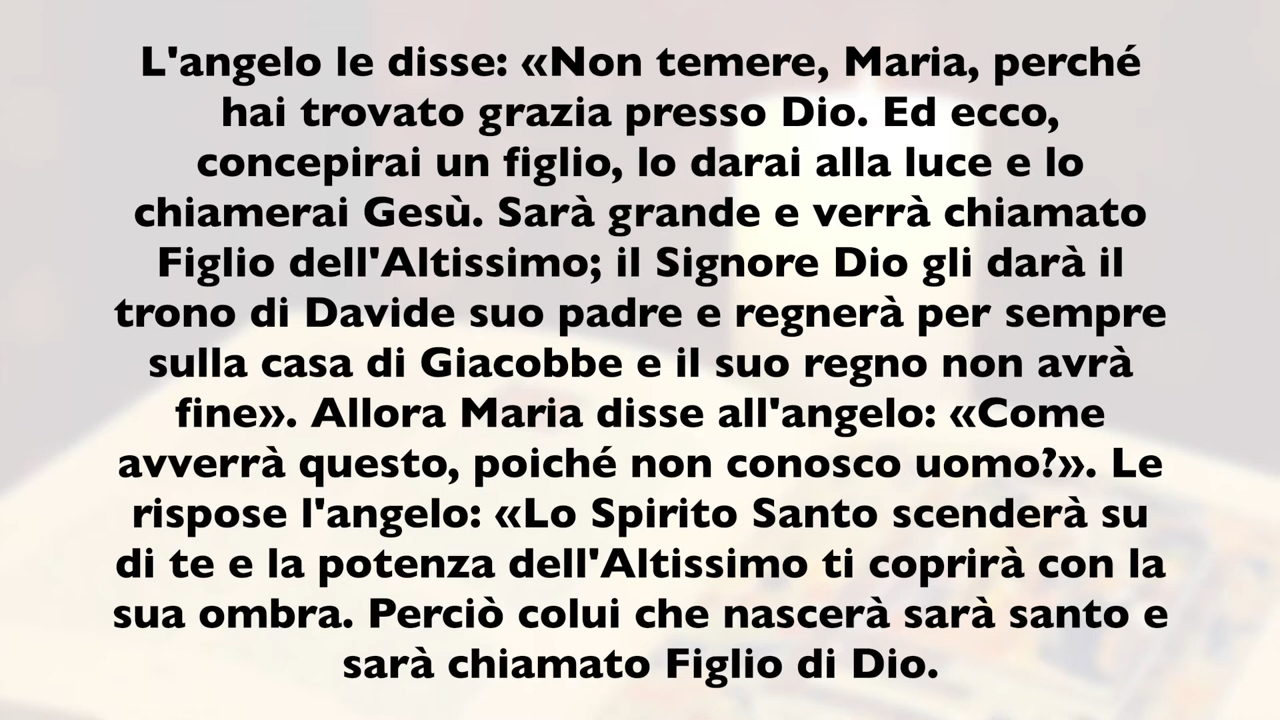 L'angelo le disse: «Non temere, Maria, perché
hai trovato grazia presso Dio. Ed ecco,
concepirai un figlio, lo darai alla luce e lo
chiamerai Gesù. Sarà grande e verrà chiamato
Figlio dell'Altissimo; il Signore Dio gli darà il
trono di Davide suo padre e regnerà per sempre
sulla casa di Giacobbe e il suo regno non avrà
fine». Allora Maria disse all'angelo: «Come
avverrà questo, poiché non conosco uomo?». Le
rispose l'angelo: «Lo Spirito Santo scenderà su
di te e la potenza dell'Altissimo ti coprirà con la
sua ombra. Perciò colui che nascerà sarà santo e
sarà chiamato Figlio di Dio.